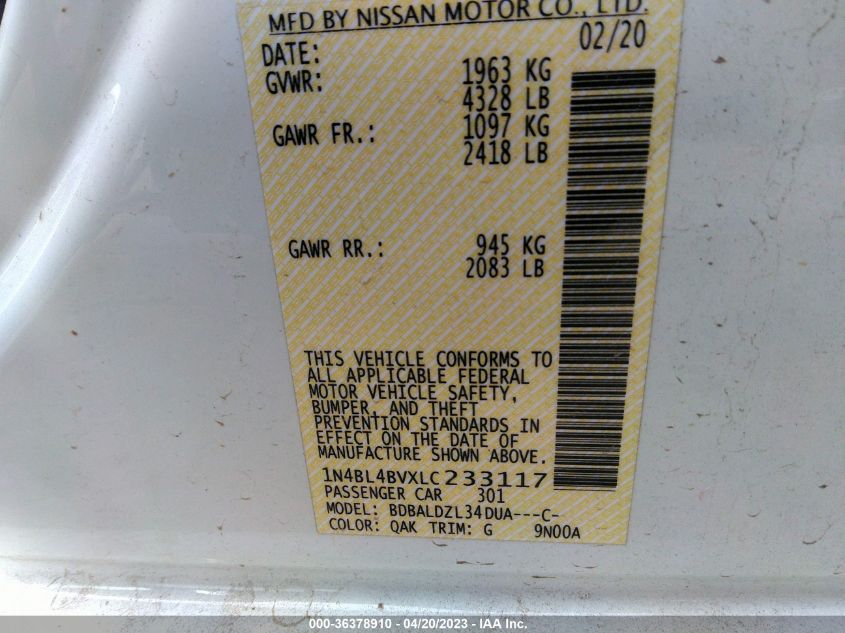 MFD BY NISSAN MOTOR CO., LTD.
DATE: 02/20
GVWR: 1963 KG
4328 LB
GAWR FR.: 1097 KG
2418 LB
GAWR RR.: 945 KG
2083 LB
THIS VEHICLE CONFORMS TO
ALL APPLICABLE FEDERAL
MOTOR VEHICLE SAFETY,
BUMPER, AND THEFT
PREVENTION STANDARDS IN
EFFECT ON THE DATE OF
MANUFACTURE SHOWN ABOVE.
1N4BL4BVXLC233117
PASSENGER CAR 301
MODEL: BDBALDZL34DUA---C-
COLOR: QAK TRIM: G 9N00A
000-36378910 - 04/20/2023 - IAA Inc.